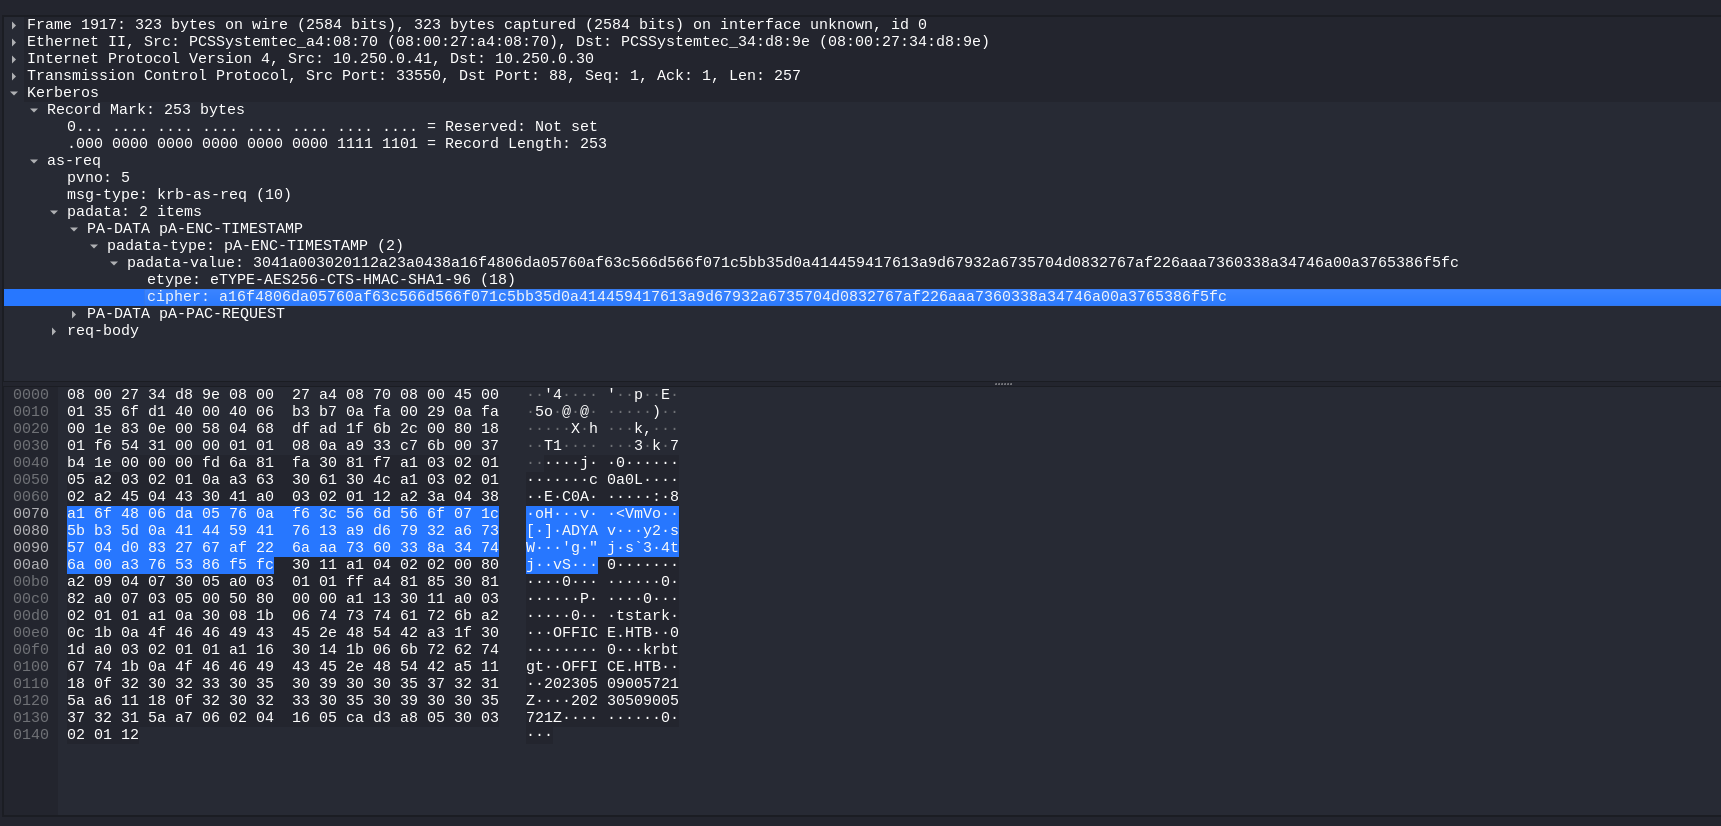 Frame 1917: 323 bytes on wire (2584 bits), 323 bytes captured (2584 bits) on interface unknown, id 0
Ethernet II, Src: PCSSystemtec_a4:08:70 (08:00:27:a4:08:70), Dst: PCSSystemtec_34:d8:9e (08:00:27:34:d8:9e)
Internet Protocol Version 4, Src: 10.250.0.41, Dst: 10.250.0.30
Transmission Control Protocol, Src Port: 33550, Dst Port: 88, Seq: 1, Ack: 1, Len: 257
Kerberos
Record Mark: 253 bytes
0... .... .... .... .... .... .... .... = Reserved: Not set
.000 0000 0000 0000 0000 0000 1111 1101 = Record Length: 253
as-req
pvno: 5
msg-type: krb-as-req (10)
padata: 2 items
PA-DATA pA-ENC-TIMESTAMP
padata-type: pA-ENC-TIMESTAMP (2)
padata-value: 3041a003020112a23a0438a16f4806da05760af63c566d566f071c5bb35d0a414459417613a9d67932a6735704d0832767af226aaa7360338a34746a00a3765386f5fc
etype: eTYPE-AES256-CTS-HMAC-SHA1-96 (18)
cipher: a16f4806da05760af63c566d566f071c5bb35d0a414459417613a9d67932a6735704d0832767af226aaa7360338a34746a00a3765386f5fc
PA-DATA pA-PAC-REQUEST
req-body
0000 08 00 27 34 d8 9e 08 00 27 a4 08 70 08 00 45 00 ··'4···· '··p··E·
0010 01 35 6f d1 40 00 40 06 b3 b7 0a fa 00 29 0a fa ·5o·@·@· ·····)··
0020 00 1e 83 0e 00 58 04 68 df ad 1f 6b 2c 00 80 18 ·····X·h ···k,···
0030 01 f6 54 31 00 00 01 01 08 0a a9 33 c7 6b 00 37 ··T1···· ···3·k·7
0040 b4 1e 00 00 00 fd 6a 81 fa 30 81 f7 a1 03 02 01 ······j· ·0······
0050 05 a2 03 02 01 0a a3 63 30 61 30 4c a1 03 02 01 ·······c 0a0L····
0060 02 a2 45 04 43 30 41 a0 03 02 01 12 a2 3a 04 38 ··E·C0A· ·····:·8
0070 a1 6f 48 06 da 05 76 0a f6 3c 56 6d 56 6f 07 1c ·oH···v· ·<VmVo··
0080 5b b3 5d 0a 41 44 59 41 76 13 a9 d6 79 32 a6 73 [·]·ADYA v···y2·s
0090 57 04 d0 83 27 67 af 22 6a aa 73 60 33 8a 34 74 W···'g·" j·s`3·4t
00a0 6a 00 a3 76 53 86 f5 fc 30 11 a1 04 02 02 00 80 j··vS··· 0·······
00b0 a2 09 04 07 30 05 a0 03 01 01 ff a4 81 85 30 81 ····0··· ······0·
00c0 82 a0 07 03 05 00 50 80 00 00 a1 13 30 11 a0 03 ······P· ····0···
00d0 02 01 01 a1 0a 30 08 1b 06 74 73 74 61 72 6b a2 ·····0·· ·tstark·
00e0 0c 1b 0a 4f 46 46 49 43 45 2e 48 54 42 a3 1f 30 ···OFFIC E.HTB··0
00f0 1d a0 03 02 01 01 a1 16 30 14 1b 06 6b 72 62 74 ········ 0···krbt
0100 67 74 1b 0a 4f 46 46 49 43 45 2e 48 54 42 a5 11 gt··OFFI CE.HTB··
0110 18 0f 32 30 32 33 30 35 30 39 30 30 35 37 32 31 ··202305 09005721
0120 5a a6 11 18 0f 32 30 32 33 30 35 30 39 30 30 35 Z····202 30509005
0130 37 32 31 5a a7 06 02 04 16 05 ca d3 a8 05 30 03 721Z···· ······0·
0140 02 01 12 ···